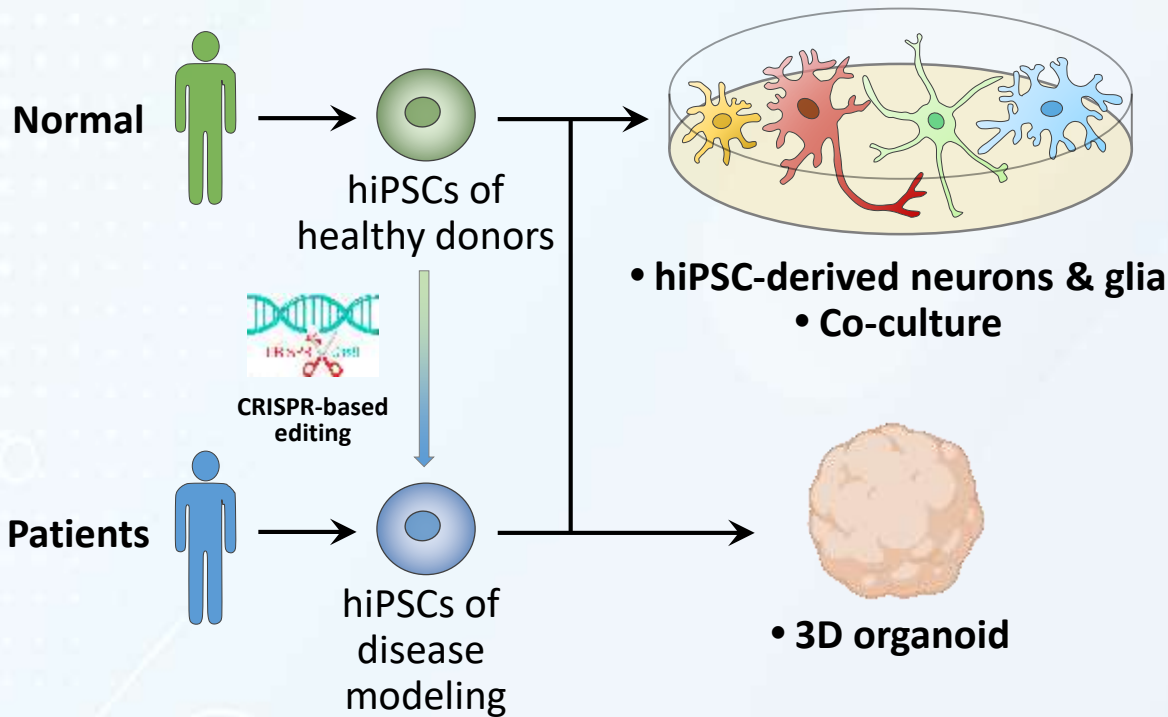 Normal
hiPSCs of
healthy donors
• hiPSC-derived neurons & glia
• Co-culture
CRISPR-based
editing
Patients
hiPSCs of
disease
modeling
• 3D organoid